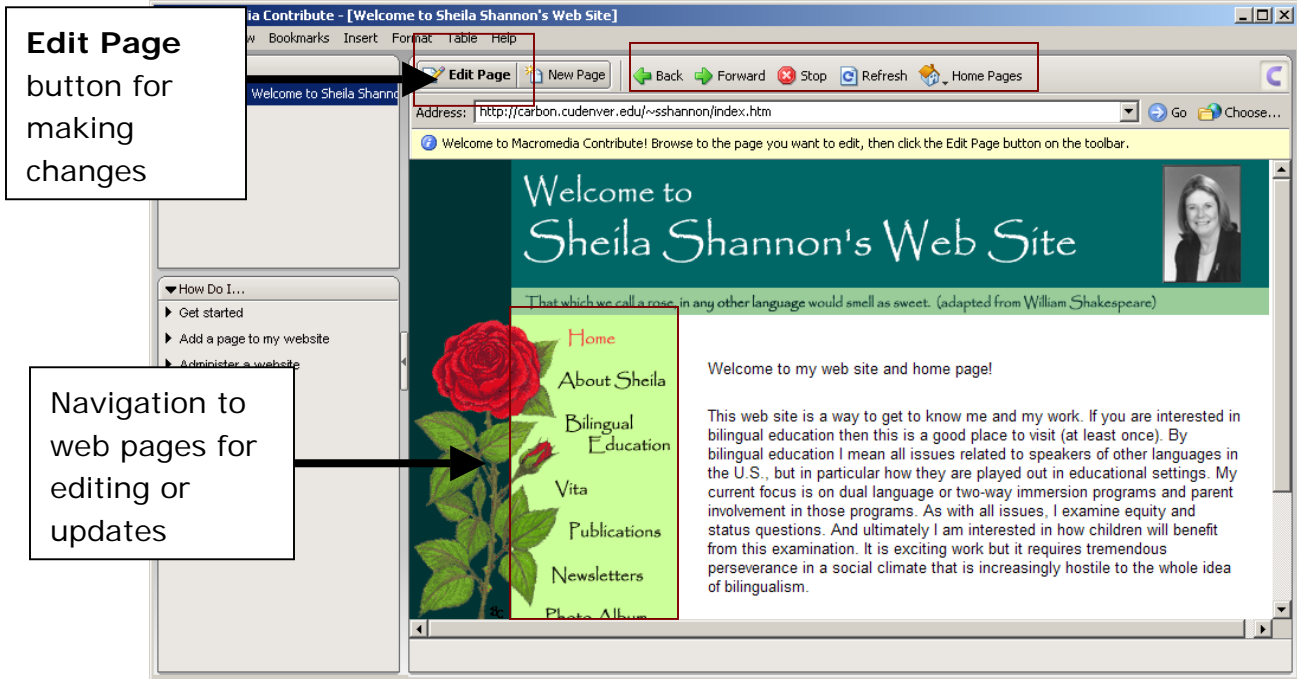 ia Contribute - [Welcome to Sheila Shannon's Web Site]
Bookmarks Insert Format Table Help
Edit Page
button for
making
changes
Welcome to Sheila Shanno
Edit Page New Page Back Forward Stop Refresh Home Pages
Address: http://carbon.cudenver.edu/~sshannon/index.htm Go Choose...
Welcome to Macromedia Contribute! Browse to the page you want to edit, then click the Edit Page button on the toolbar.
Welcome to
Sheila Shannon's Web Site
That which we call a rose, in any other language would smell as sweet. (adapted from William Shakespeare)
How Do I...
Get started
Add a page to my website
Administer a website
Navigation to
web pages for
editing or
updates
Home
About Sheila
Bilingual
Education
Vita
Publications
Newsletters
Photo Album
Welcome to my web site and home page!
This web site is a way to get to know me and my work. If you are interested in
bilingual education then this is a good place to visit (at least once). By
bilingual education I mean all issues related to speakers of other languages in
the U.S., but in particular how they are played out in educational settings. My
current focus is on dual language or two-way immersion programs and parent
involvement in those programs. As with all issues, I examine equity and
status questions. And ultimately I am interested in how children will benefit
from this examination. It is exciting work but it requires tremendous
perseverance in a social climate that is increasingly hostile to the whole idea
of bilingualism.